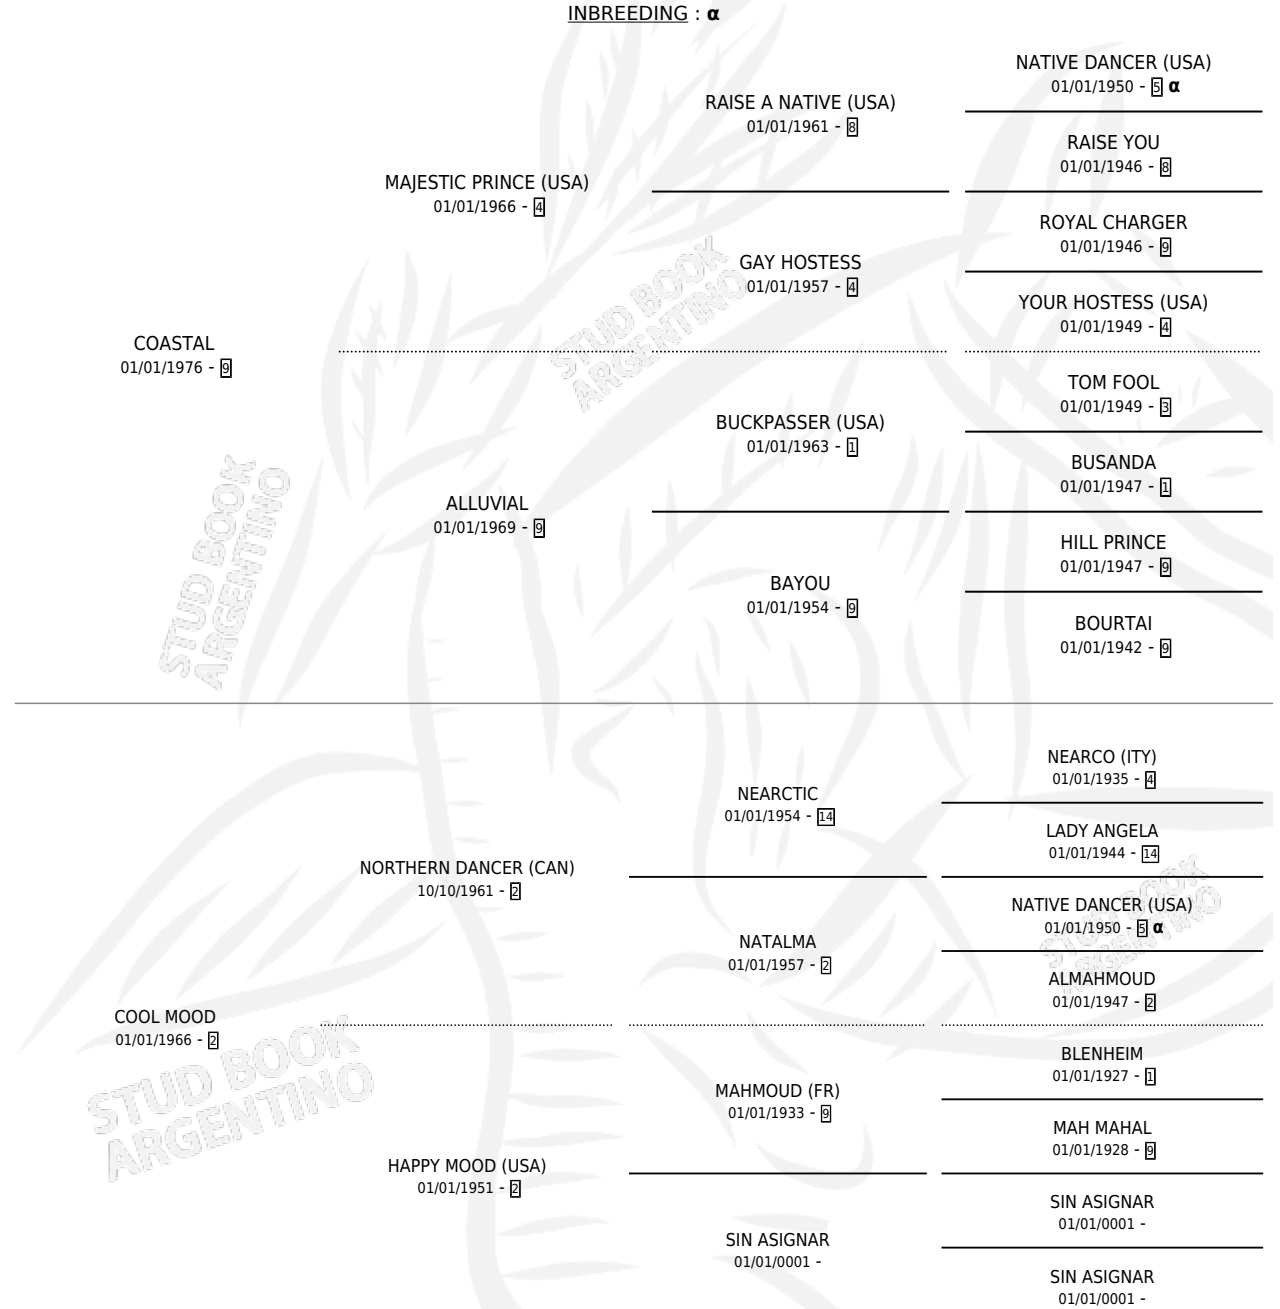 INBREEDING : α
NATIVE DANCER (USA)
01/01/1950 - 5 α
RAISE A NATIVE (USA)
01/01/1961 - 8
RAISE YOU
01/01/1946 - 8
MAJESTIC PRINCE (USA)
01/01/1966 - 4
ROYAL CHARGER
01/01/1946 - 9
GAY HOSTESS
01/01/1957 - 4
YOUR HOSTESS (USA)
01/01/1949 - 4
COASTAL
01/01/1976 - 9
TOM FOOL
01/01/1949 - 3
BUCKPASSER (USA)
01/01/1963 - 1
BUSANDA
01/01/1947 - 1
ALLUVIAL
01/01/1969 - 9
HILL PRINCE
01/01/1947 - 9
BAYOU
01/01/1954 - 9
BOURTAI
01/01/1942 - 9
NEARCO (ITY)
01/01/1935 - 4
NEARCTIC
01/01/1954 - 14
LADY ANGELA
01/01/1944 - 14
NORTHERN DANCER (CAN)
10/10/1961 - 2
NATIVE DANCER (USA)
01/01/1950 - 5 α
NATALMA
01/01/1957 - 2
ALMAHMOUD
01/01/1947 - 2
COOL MOOD
01/01/1966 - 2
BLENHEIM
01/01/1927 - 1
MAHMOUD (FR)
01/01/1933 - 9
MAH MAHAL
01/01/1928 - 9
HAPPY MOOD (USA)
01/01/1951 - 2
SIN ASIGNAR
01/01/0001 -
SIN ASIGNAR
01/01/0001 -
SIN ASIGNAR
01/01/0001 -
STUD BOOK
ARGENTINO
STUD BOOK
ARGENTINO
STUD BOOK
ARGENTINO
STUD BOOK
ARGENTINO